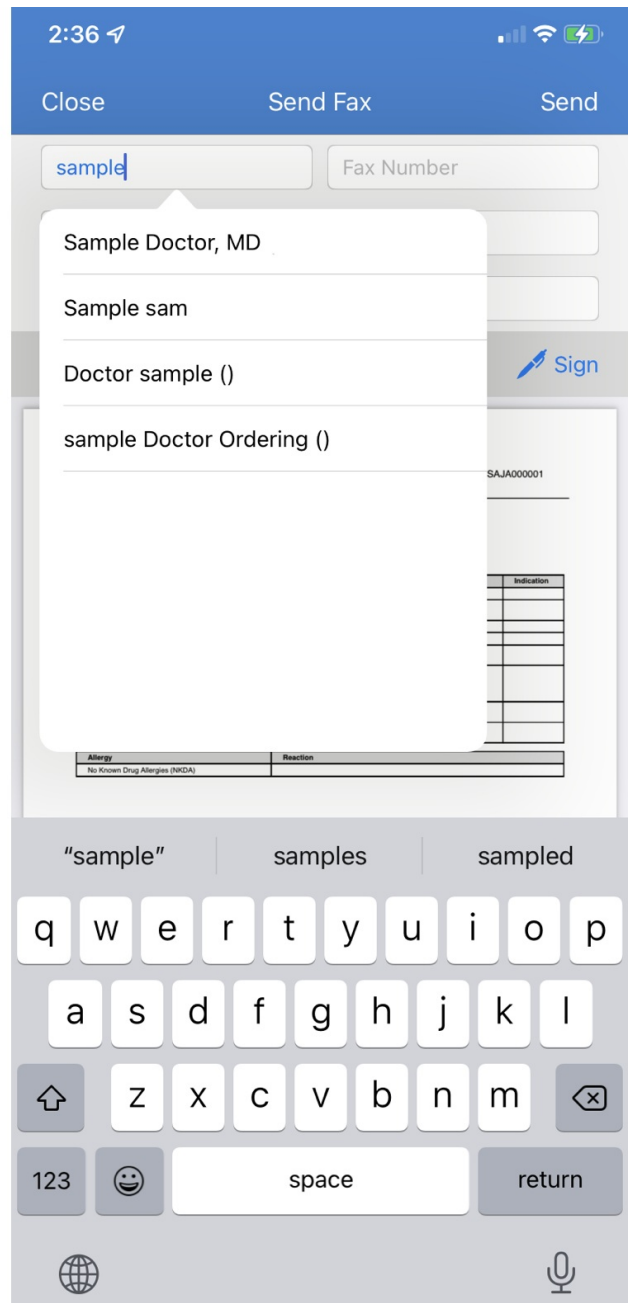 2:36
Close Send Fax Send
sample Fax Number
Sample Doctor, MD
Sample sam
Doctor sample ()
sample Doctor Ordering ()
Sign
SAJA000001
Indication
Allergy Reaction
No Known Drug Allergies (NKDA)
“sample” samples sampled
q w e r t y u i o p
a s d f g h j k l
z x c v b n m
123 space return